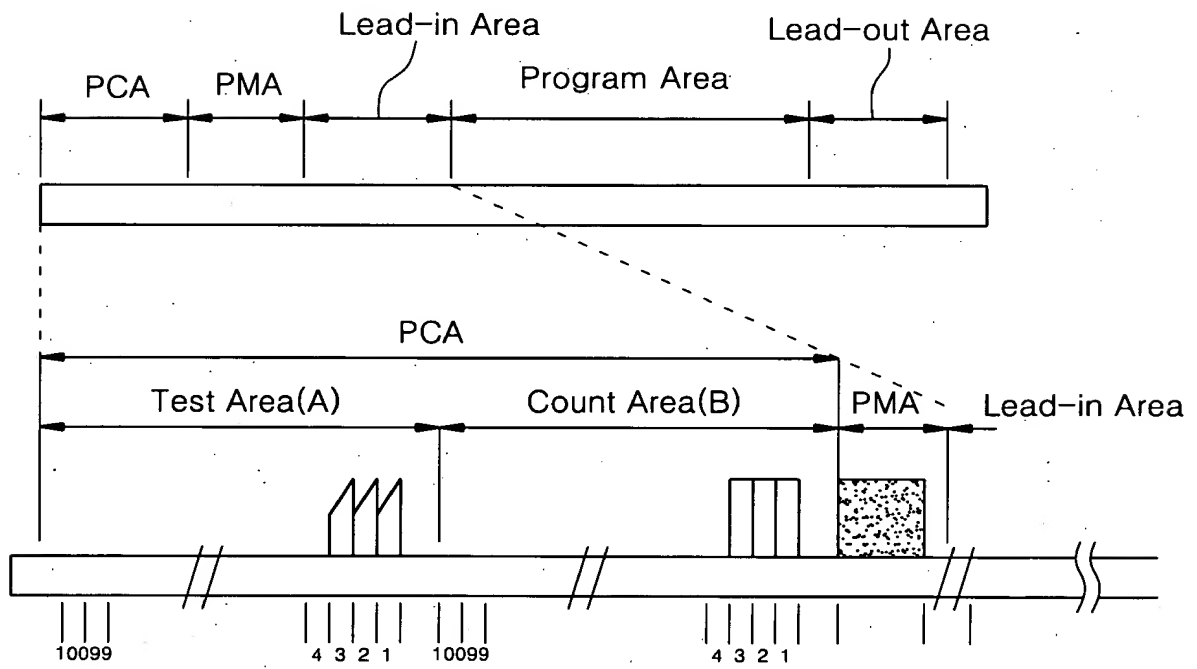 Lead-in Area
Lead-out Area
PCA
PMA
Program Area
PCA
Test Area(A)
Count Area(B)
PMA
Lead-in Area
10099
4 3 2 1
10099
4 3 2 1